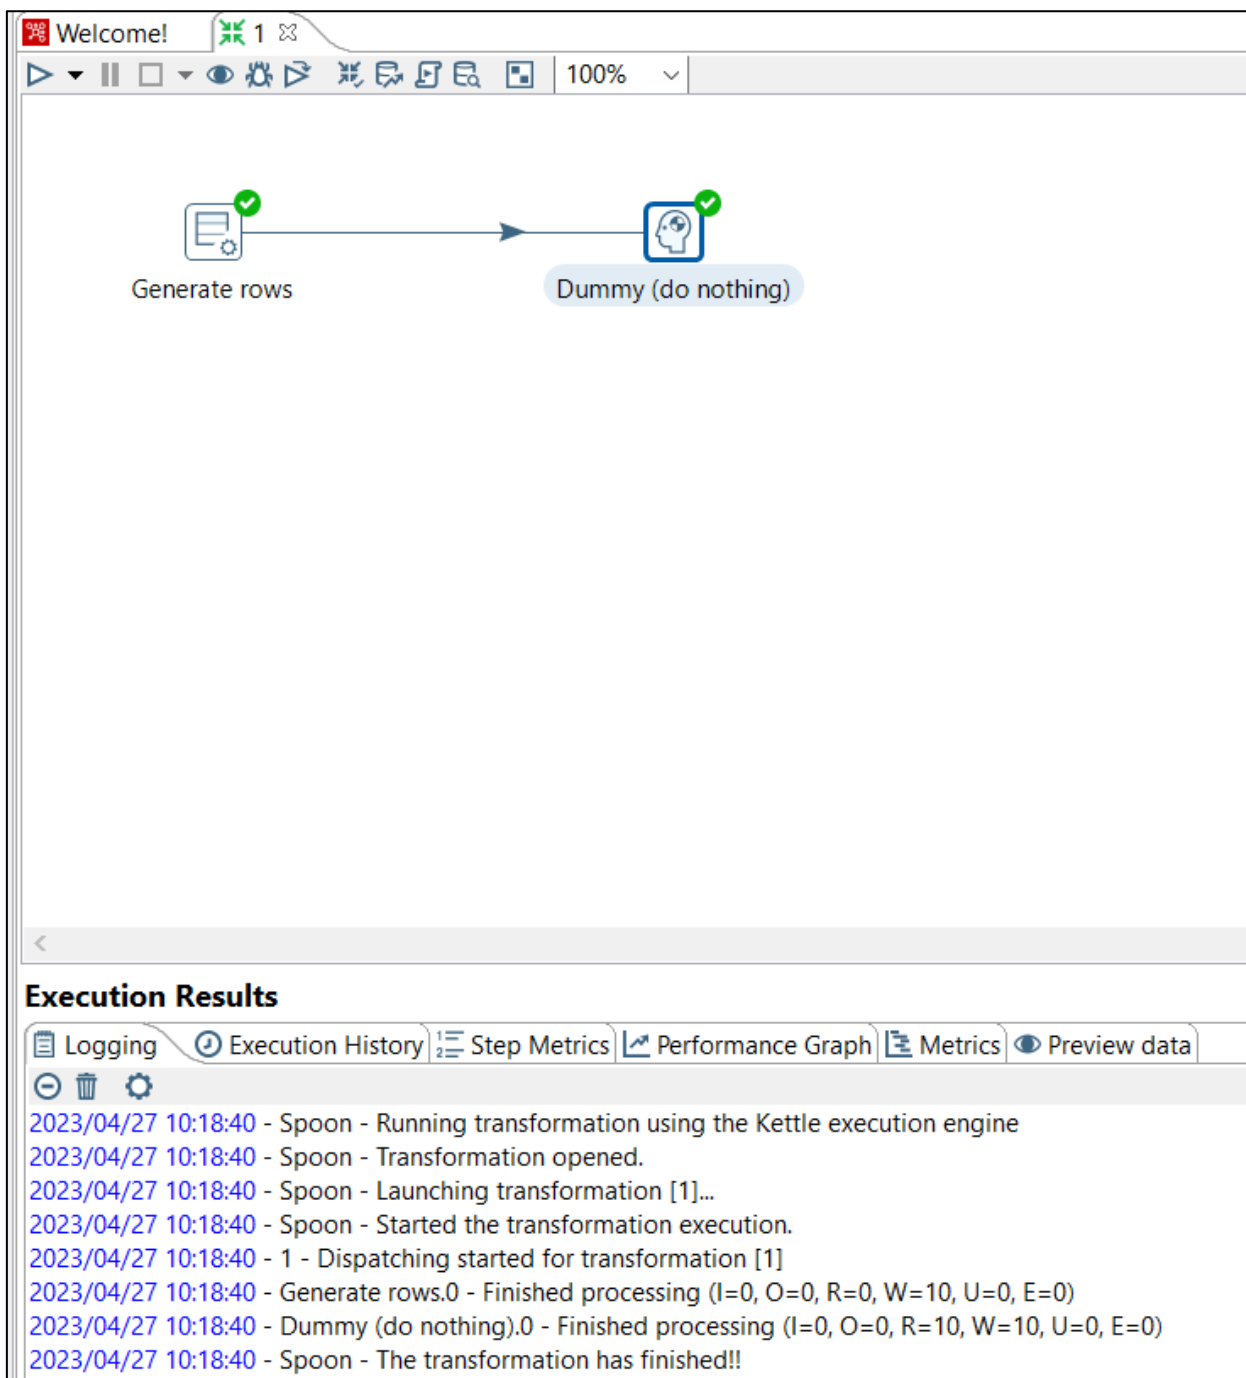 Welcome! 1
100%
Generate rows Dummy (do nothing)
Execution Results
Logging Execution History Step Metrics Performance Graph Metrics Preview data
2023/04/27 10:18:40 - Spoon - Running transformation using the Kettle execution engine
2023/04/27 10:18:40 - Spoon - Transformation opened.
2023/04/27 10:18:40 - Spoon - Launching transformation [1]...
2023/04/27 10:18:40 - Spoon - Started the transformation execution.
2023/04/27 10:18:40 - 1 - Dispatching started for transformation [1]
2023/04/27 10:18:40 - Generate rows.0 - Finished processing (I=0, O=0, R=0, W=10, U=0, E=0)
2023/04/27 10:18:40 - Dummy (do nothing).0 - Finished processing (I=0, O=0, R=10, W=10, U=0, E=0)
2023/04/27 10:18:40 - Spoon - The transformation has finished!!